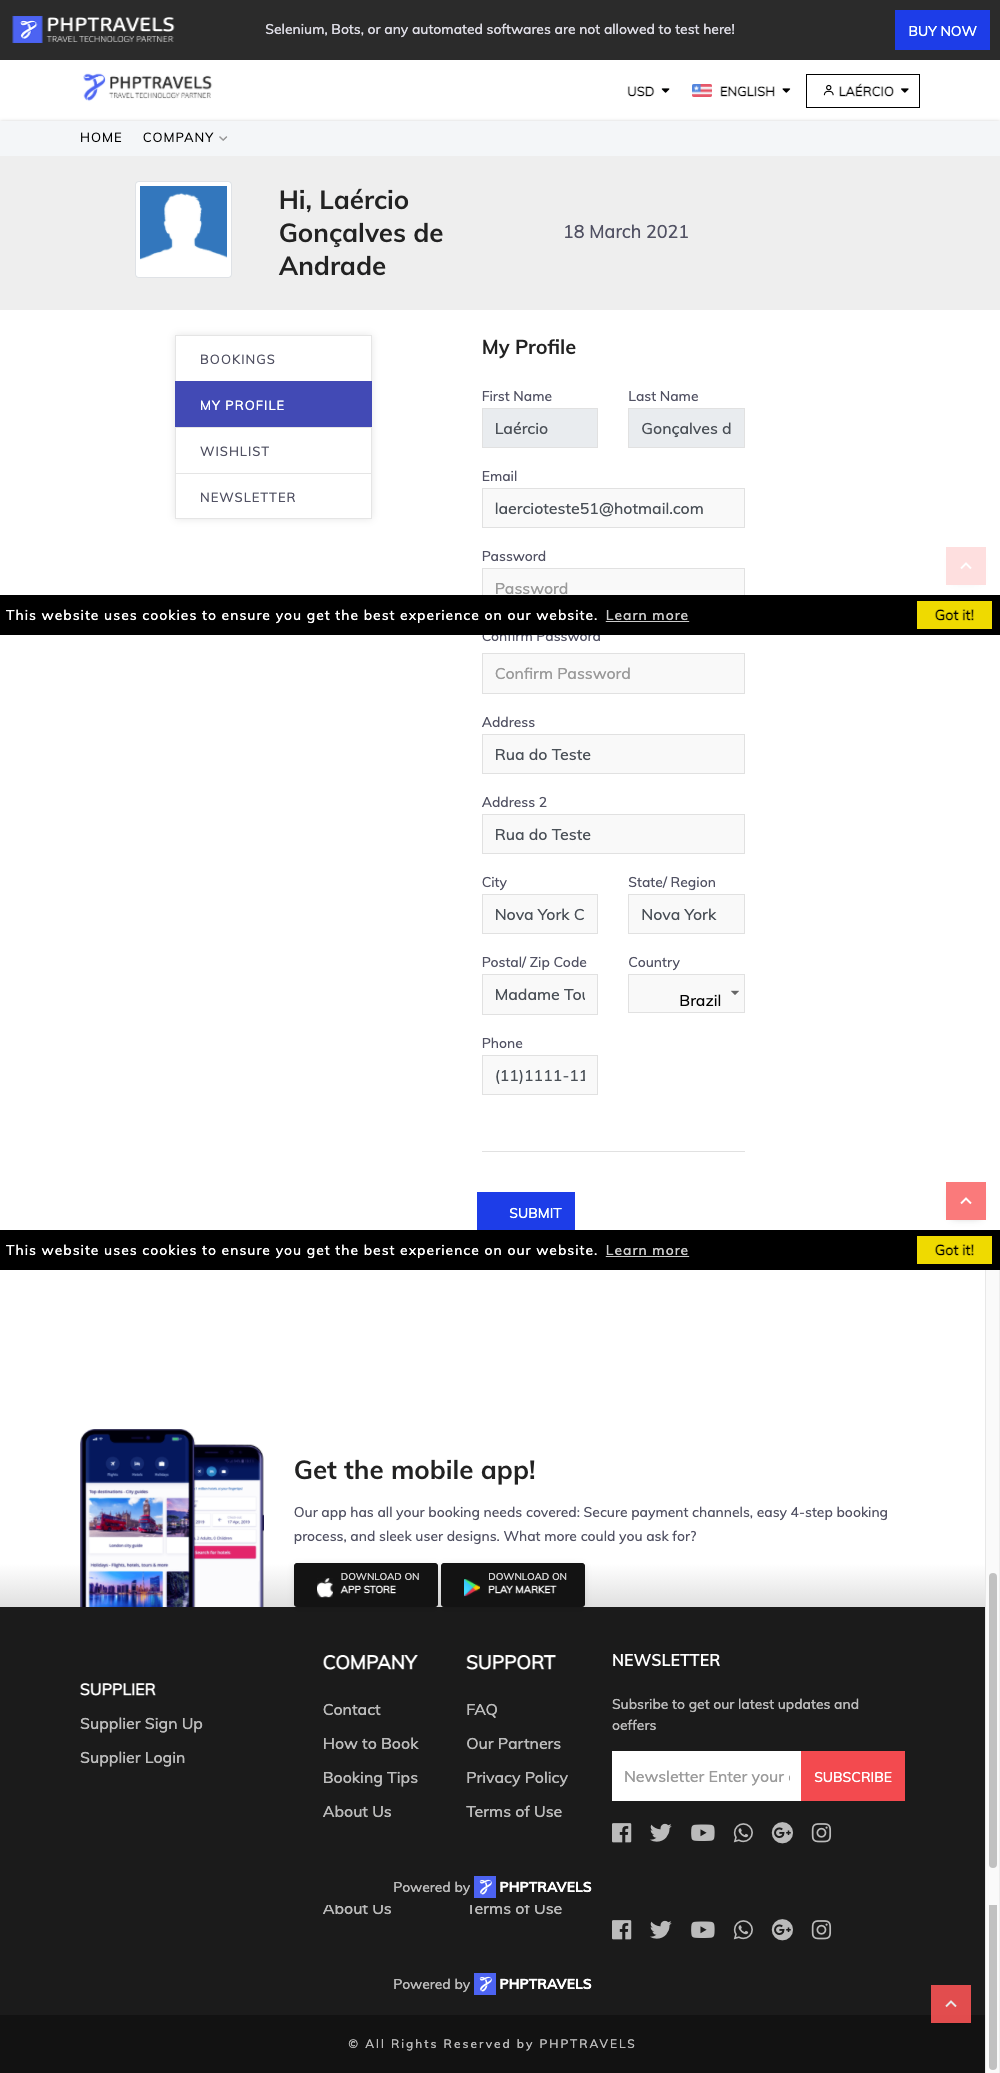 PHPTRAVELS
TRAVEL TECHNOLOGY PARTNER
Selenium, Bots, or any automated softwares are not allowed to test here!
BUY NOW
PHPTRAVELS
TRAVEL TECHNOLOGY PARTNER
USD
ENGLISH
LAÉRCIO
HOME
COMPANY
Hi, Laércio
Gonçalves de
Andrade
18 March 2021
BOOKINGS
MY PROFILE
WISHLIST
NEWSLETTER
My Profile
First Name
Last Name
Laércio
Gonçalves d
Email
laercioteste51@hotmail.com
Password
Password
This website uses cookies to ensure you get the best experience on our website. Learn more
Got it!
Confirm Password
Confirm Password
Address
Rua do Teste
Address 2
Rua do Teste
City
State/ Region
Nova York C
Nova York
Postal/ Zip Code
Country
Madame Tou
Brazil
Phone
(11)1111-11
SUBMIT
This website uses cookies to ensure you get the best experience on our website. Learn more
Got it!
Get the mobile app!
Our app has all your booking needs covered: Secure payment channels, easy 4-step booking
process, and sleek user designs. What more could you ask for?
DOWNLOAD ON
APP STORE
DOWNLOAD ON
PLAY MARKET
SUPPLIER
Supplier Sign Up
Supplier Login
COMPANY
Contact
How to Book
Booking Tips
About Us
SUPPORT
FAQ
Our Partners
Privacy Policy
Terms of Use
NEWSLETTER
Subsribe to get our latest updates and
oeffers
Newsletter Enter your
SUBSCRIBE
Powered by PHPTRAVELS
About Us
Terms of Use
Powered by PHPTRAVELS
© All Rights Reserved by PHPTRAVELS